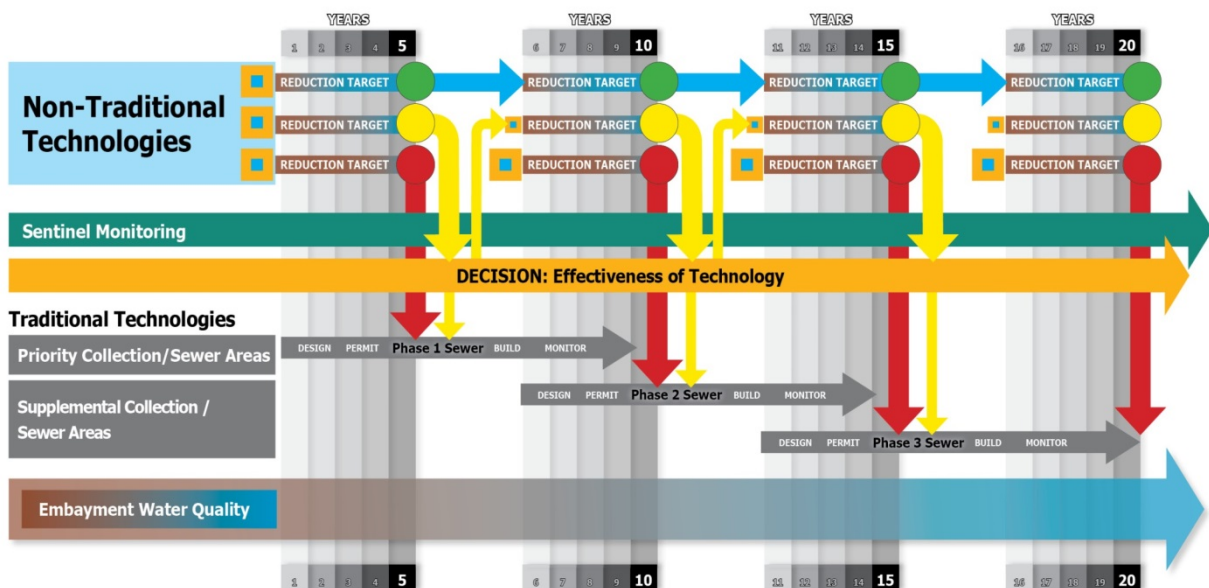 YEARS YEARS YEARS YEARS
1 2 3 4 5 6 7 8 9 10 11 12 13 14 15 16 17 18 19 20
Non-Traditional
Technologies
REDUCTION TARGET REDUCTION TARGET REDUCTION TARGET REDUCTION TARGET
REDUCTION TARGET REDUCTION TARGET REDUCTION TARGET REDUCTION TARGET
REDUCTION TARGET REDUCTION TARGET REDUCTION TARGET REDUCTION TARGET
Sentinel Monitoring
DECISION: Effectiveness of Technology
Traditional Technologies
Priority Collection/Sewer Areas
DESIGN PERMIT Phase 1 Sewer BUILD MONITOR
Supplemental Collection /
Sewer Areas
DESIGN PERMIT Phase 2 Sewer BUILD MONITOR
DESIGN PERMIT Phase 3 Sewer BUILD MONITOR
Embayment Water Quality
1 2 3 4 5 6 7 8 9 10 11 12 13 14 15 16 17 18 19 20
YEARS YEARS YEARS YEARS